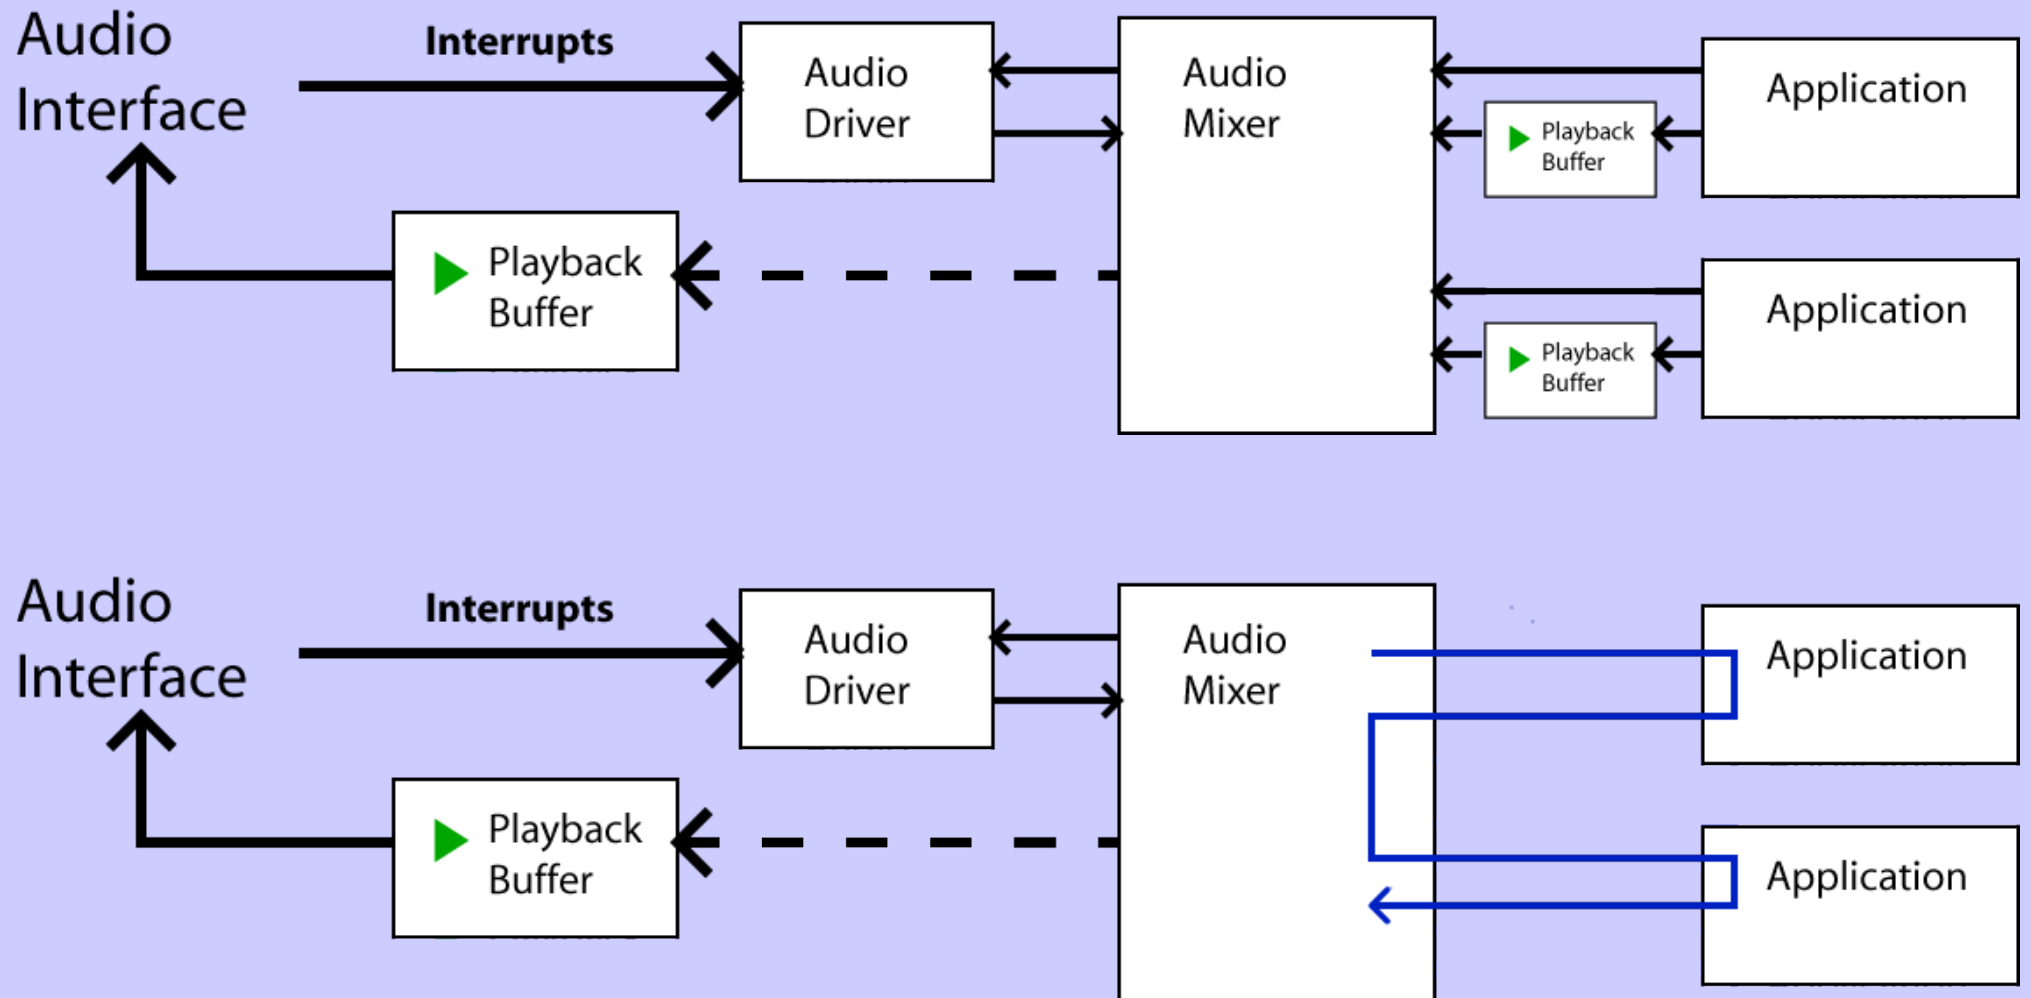 Audio
Interface
Interrupts
Audio
Driver
Audio
Mixer
Application
Playback
Buffer
Playback
Buffer
Application
Playback
Buffer
Audio
Interface
Interrupts
Audio
Driver
Audio
Mixer
Application
Playback
Buffer
Application